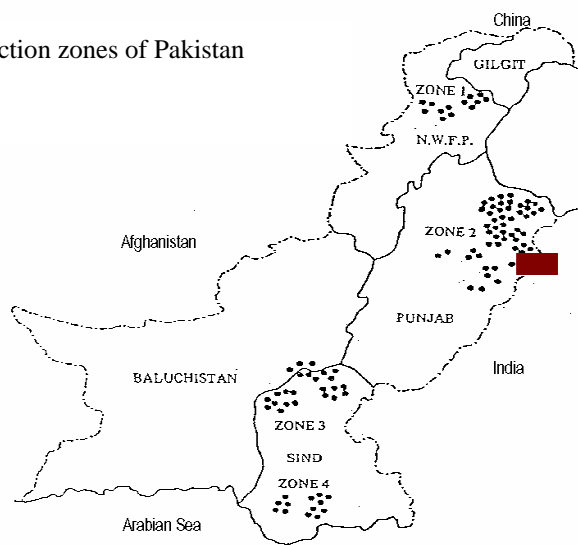 China
ction zones of Pakistan
GILGIT
ZONE 1
N.W.F.P.
ZONE 2
Afghanistan
PUNJAB
India
BALUCHISTAN
ZONE 3
SIND
ZONE 4
Arabian Sea